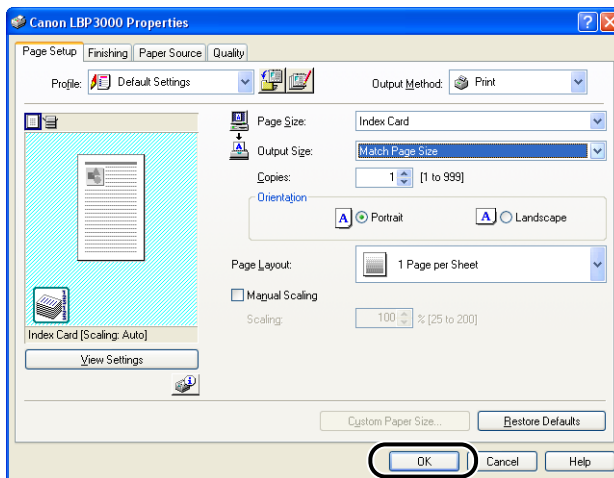 Canon LBP3000 Properties
Page Setup Finishing Paper Source Quality
Profile: Default Settings Output Method: Print
Page Size: Index Card
Output Size: Match Page Size
Copies: 1 [1 to 999]
Orientation
A Portrait A Landscape
Page Layout: 1 Page per Sheet
Manual Scaling
Scaling: 100 % [25 to 200]
Index Card [Scaling: Auto]
View Settings
Custom Paper Size... Restore Defaults
OK Cancel Help